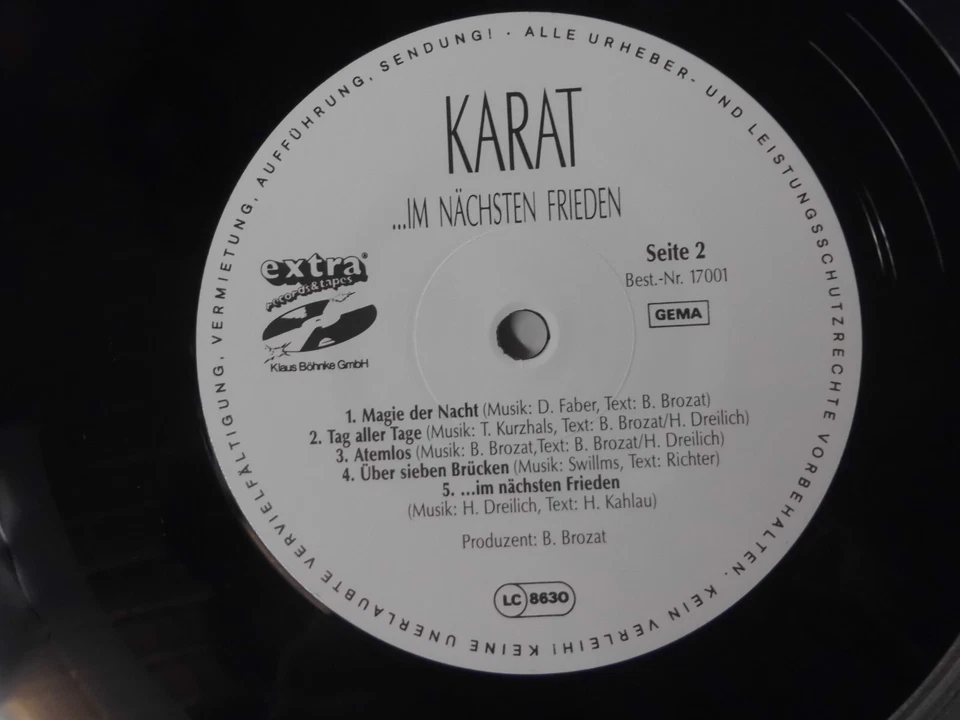 KARAT
...IM NÄCHSTEN FRIEDEN
extra®
records & tapes
Klaus Böhnke GmbH
Seite 2
Best.-Nr. 17001
GEMA
1. Magie der Nacht (Musik: D. Faber, Text: B. Brozat)
2. Tag aller Tage (Musik: T. Kurzhals, Text: B. Brozat/H. Dreilich)
3. Atemlos (Musik: B. Brozat,Text: B. Brozat/H. Dreilich)
4. Über sieben Brücken (Musik: Swillms, Text: Richter)
5. ...im nächsten Frieden
(Musik: H. Dreilich, Text: H. Kahlau)
Produzent: B. Brozat
LC 8630
ALLE URHEBER- UND LEISTUNGSSCHUTZRECHTE VORBEHALTEN. KEIN VERLEIH! KEINE UNERLAUBTE VERVIELFÄLTIGUNG, VERMIETUNG, AUFFÜHRUNG, SENDUNG! ·